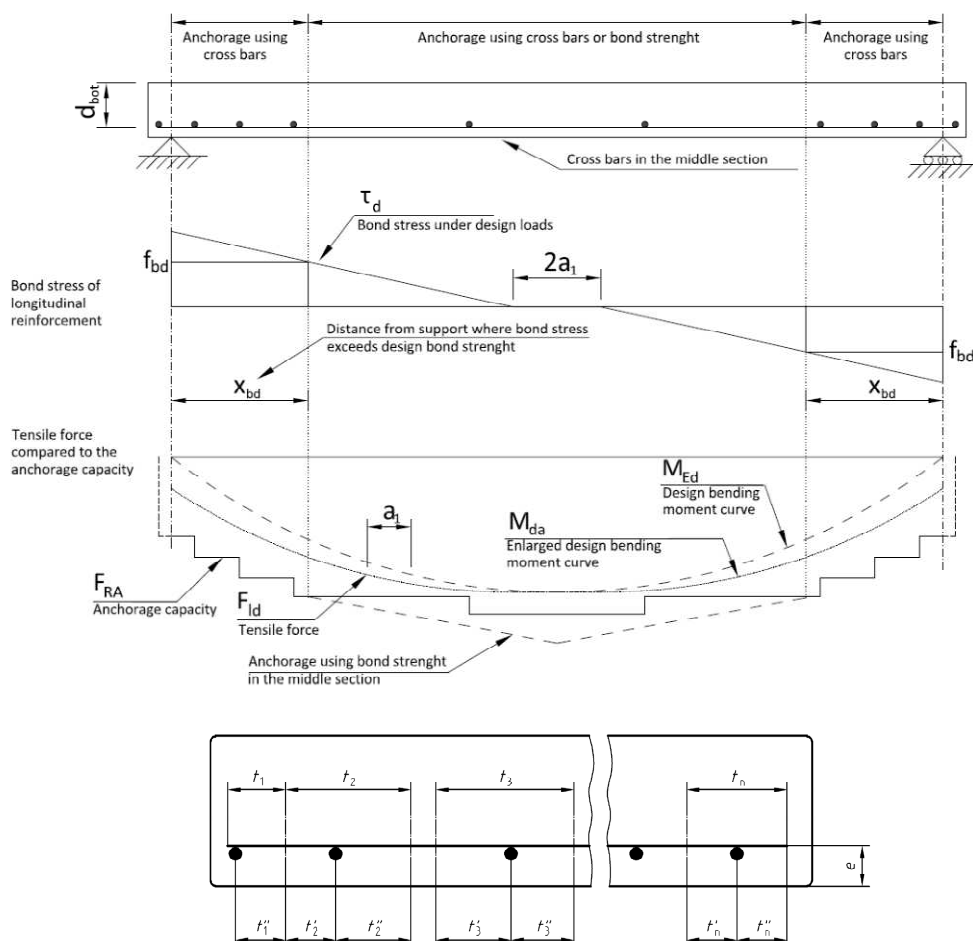 Anchorage using
cross bars
Anchorage using cross bars or bond strenght
Anchorage using
cross bars
d_bot
Cross bars in the middle section
τ_d
Bond stress under design loads
f_bd
2a_1
Bond stress of
longitudinal
reinforcement
Distance from support where bond stress
exceeds design bond strenght
f_bd
x_bd
x_bd
Tensile force
compared to the
anchorage capacity
M_Ed
Design bending
moment curve
a_1
M_da
Enlarged design bending
moment curve
F_RA
Anchorage capacity
F_ld
Tensile force
Anchorage using bond strenght
in the middle section
t_1
t_2
t_3
t_n
e
t''_1
t'_2
t''_2
t'_3
t''_3
t'_n
t''_n